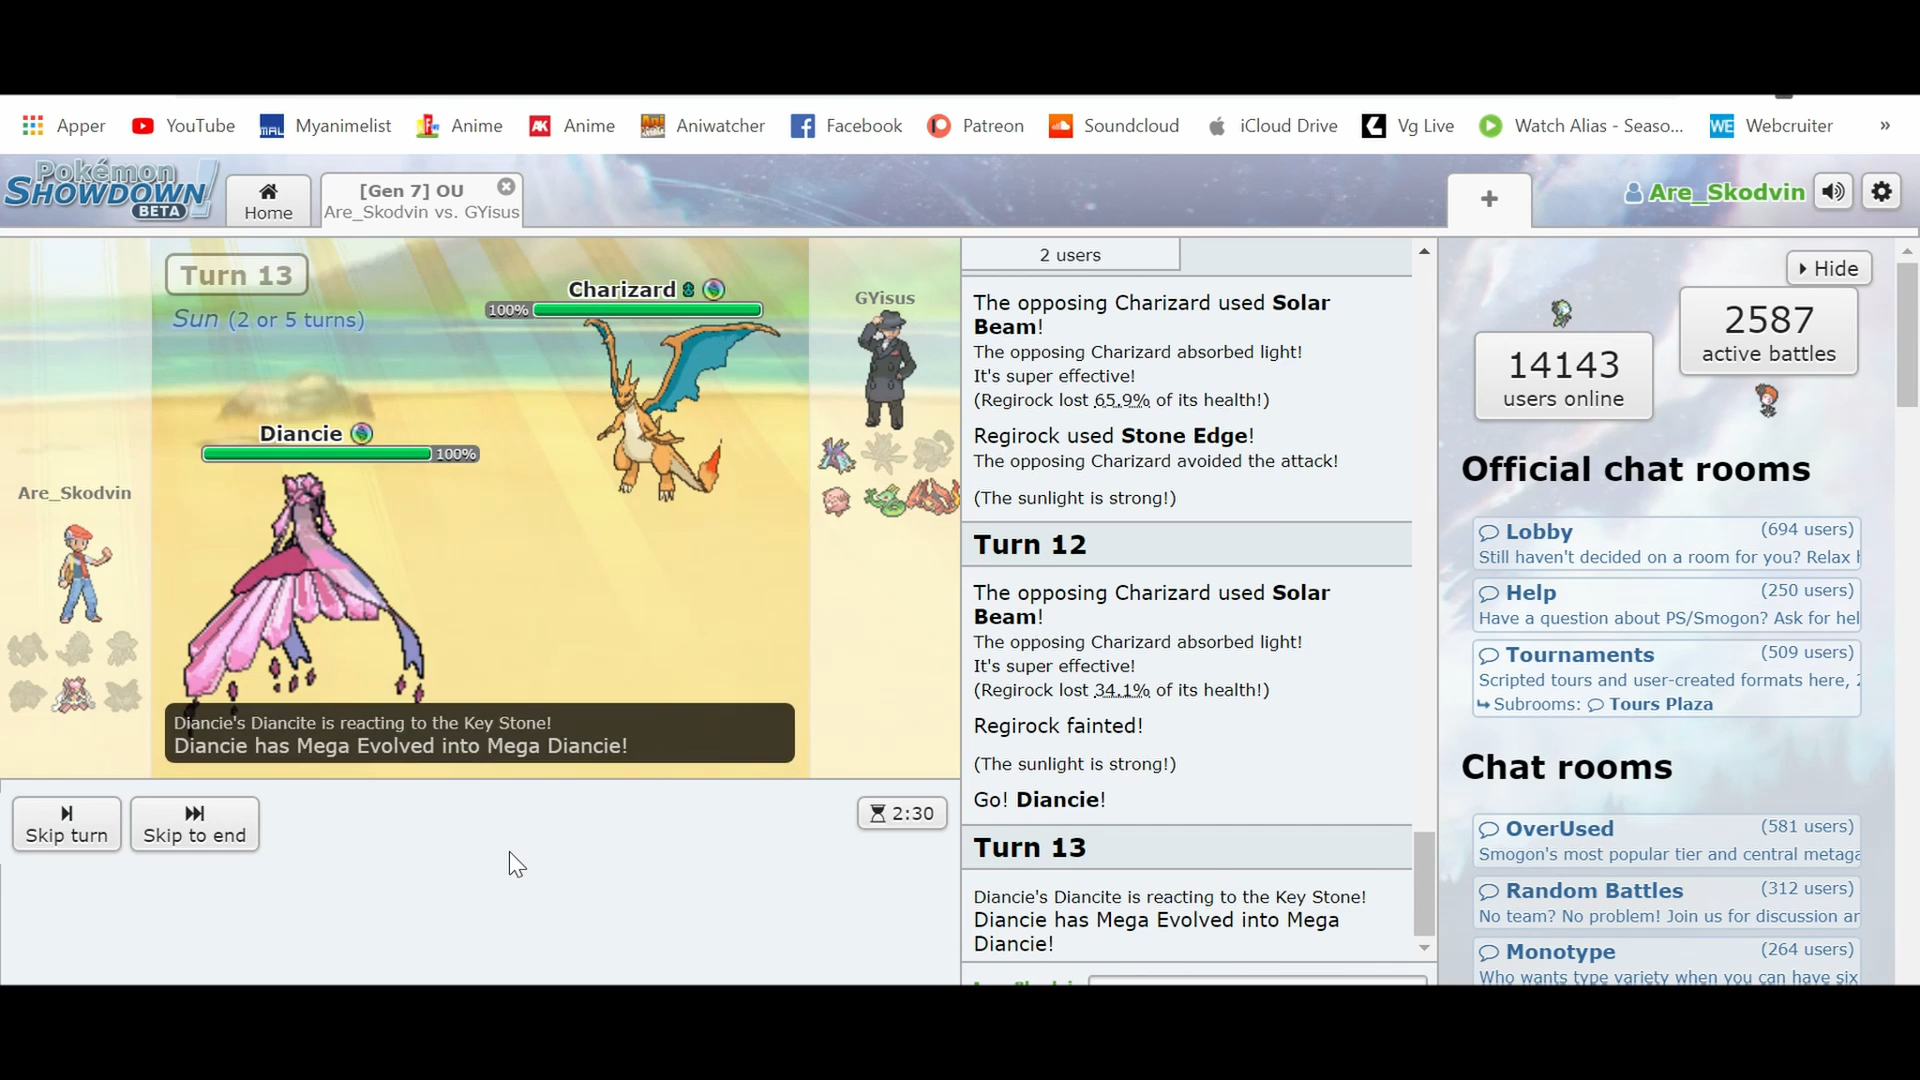 Apper
YouTube
MAL
Myanimelist
Anime
AK
Anime
Aniwatcher
Facebook
Patreon
Soundcloud
iCloud Drive
Vg Live
Watch Alias - Seaso...
WE
Webcruiter
»
Pokémon
SHOWDOWN!
BETA
Home
[Gen 7] OU
Are_Skodvin vs. GYisus
+
Are_Skodvin
Turn 13
Sun (2 or 5 turns)
Charizard
100%
Diancie
100%
Are_Skodvin
GYisus
Diancie's Diancite is reacting to the Key Stone!
Diancie has Mega Evolved into Mega Diancie!
Skip turn
Skip to end
2:30
2 users
The opposing Charizard used Solar
Beam!
The opposing Charizard absorbed light!
It's super effective!
(Regirock lost 65.9% of its health!)
Regirock used Stone Edge!
The opposing Charizard avoided the attack!
(The sunlight is strong!)
Turn 12
The opposing Charizard used Solar
Beam!
The opposing Charizard absorbed light!
It's super effective!
(Regirock lost 34.1% of its health!)
Regirock fainted!
(The sunlight is strong!)
Go! Diancie!
Turn 13
Diancie's Diancite is reacting to the Key Stone!
Diancie has Mega Evolved into Mega
Diancie!
Hide
14143
users online
2587
active battles
Official chat rooms
Lobby (694 users)
Still haven't decided on a room for you? Relax
Help (250 users)
Have a question about PS/Smogon? Ask for hel
Tournaments (509 users)
Scripted tours and user-created formats here,
Subrooms: Tours Plaza
Chat rooms
OverUsed (581 users)
Smogon's most popular tier and central metaga
Random Battles (312 users)
No team? No problem! Join us for discussion ar
Monotype (264 users)
Who wants type variety when you can have six